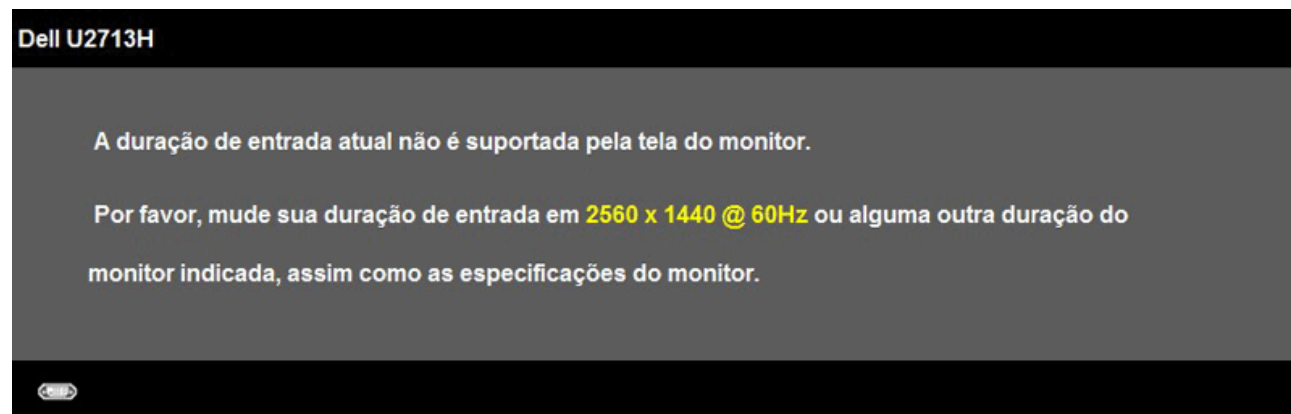 Dell U2713H
A duração de entrada atual não é suportada pela tela do monitor.
Por favor, mude sua duração de entrada em 2560 x 1440 @ 60Hz ou alguma outra duração do
monitor indicada, assim como as especificações do monitor.